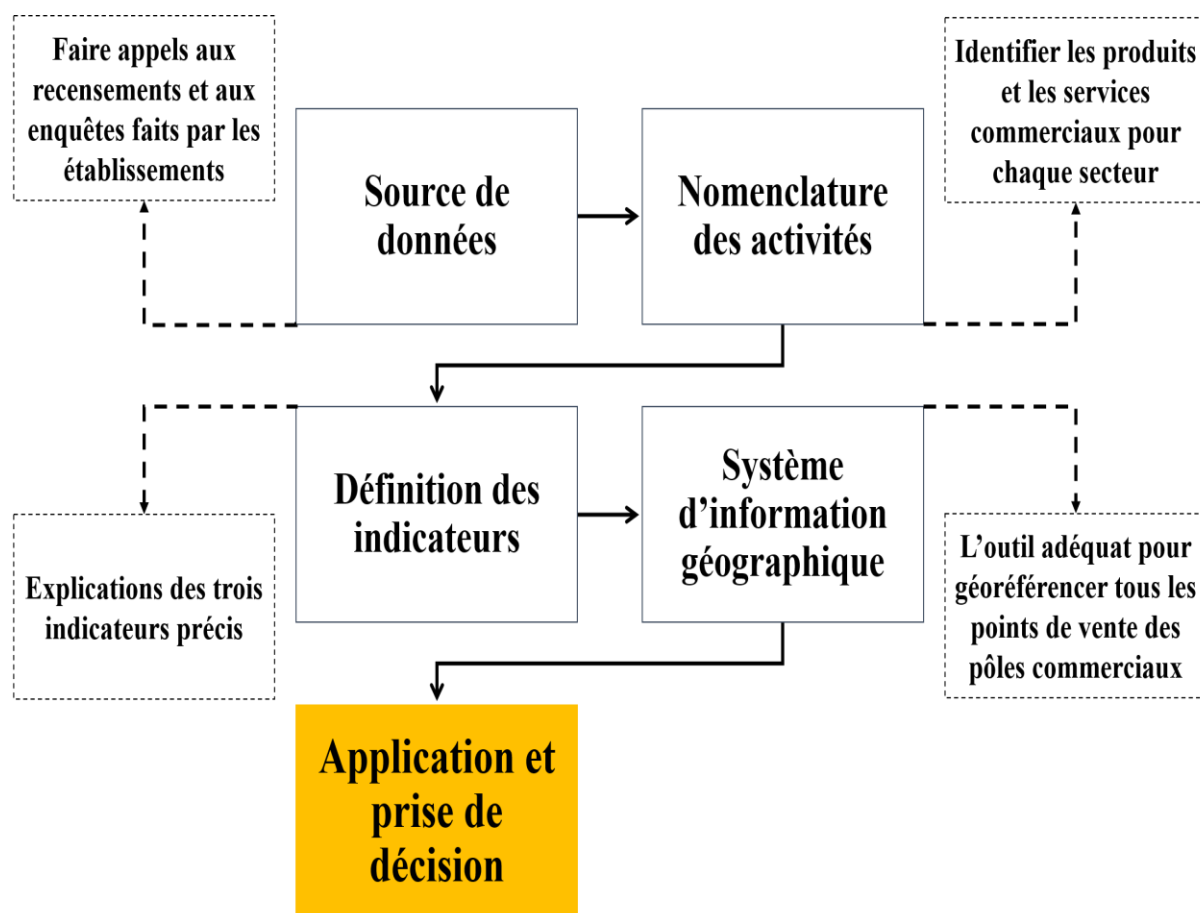 Faire appels aux
recensements et aux
enquêtes faits par les
établissements
Source de
données
Nomenclature
des activités
Identifier les produits
et les services
commerciaux pour
chaque secteur
Explications des trois
indicateurs précis
Définition des
indicateurs
Système
d’information
géographique
L’outil adéquat pour
géoréférencer tous les
points de vente des
pôles commerciaux
Application et
prise de
décision